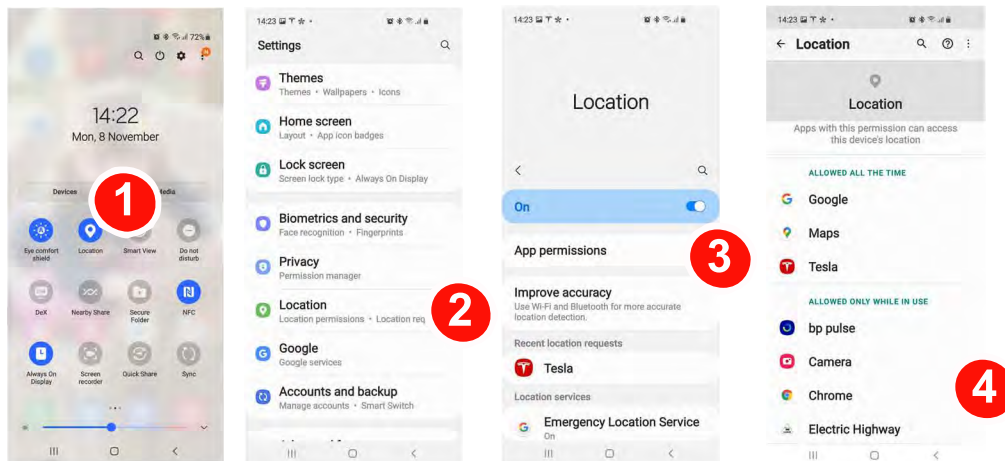 72%
14:22
Mon, 8 November
Devices
1
Eye comfort shield
Location
Smart View
Do not disturb
DeX
Nearby Share
Secure Folder
NFC
Always On Display
Screen recorder
Quick Share
Sync
14:23
Settings
Themes
Themes • Wallpapers • Icons
Home screen
Layout • App icon badges
Lock screen
Screen lock type • Always On Display
Biometrics and security
Face recognition • Fingerprints
Privacy
Permission manager
Location
Location permissions • Location req
2
Google
Google services
Accounts and backup
Manage accounts • Smart Switch
14:23
Location
On
App permissions
3
Improve accuracy
Use Wi-Fi and Bluetooth for more accurate
location detection.
Recent location requests
Tesla
Location services
Emergency Location Service
On
14:23
Location
Location
Apps with this permission can access
this device's location
ALLOWED ALL THE TIME
Google
Maps
Tesla
ALLOWED ONLY WHILE IN USE
bp pulse
Camera
Chrome
4
Electric Highway